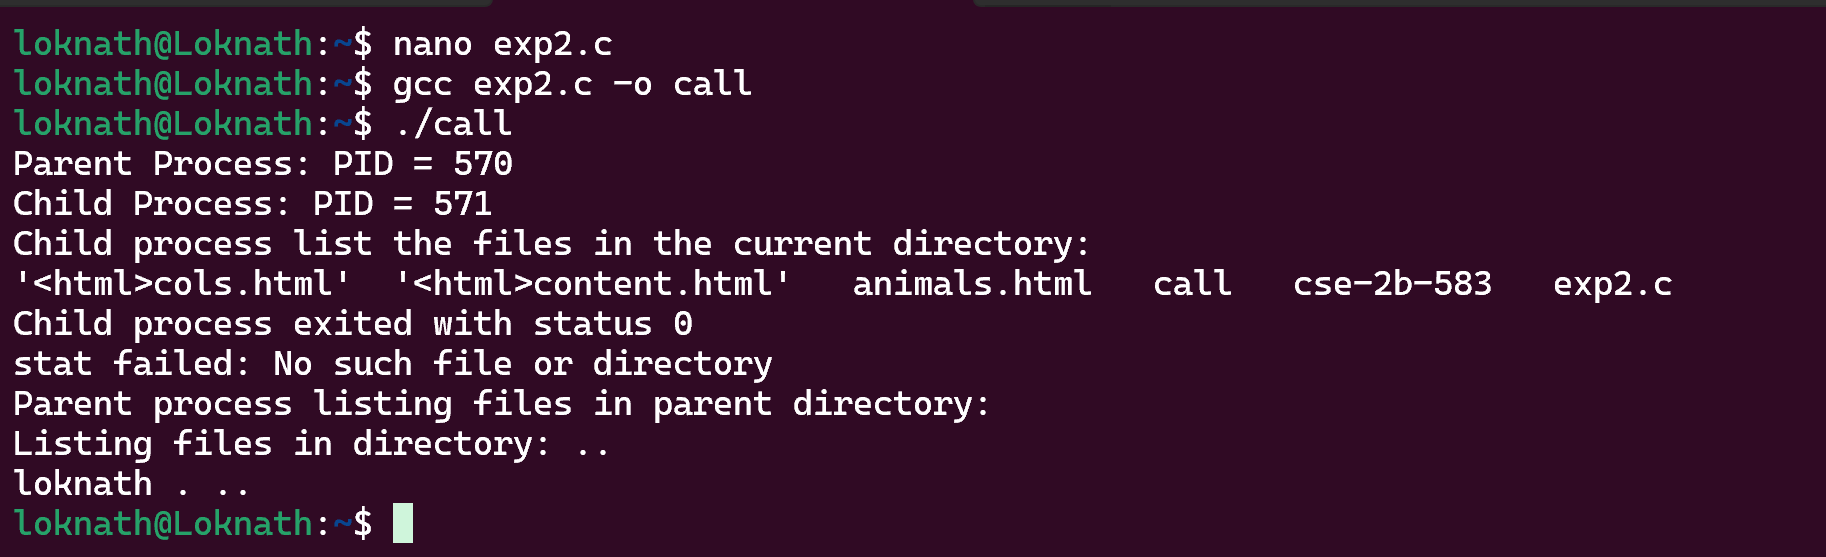 loknath@Loknath:~$ nano exp2.c
loknath@Loknath:~$ gcc exp2.c -o call
loknath@Loknath:~$ ./call
Parent Process: PID = 570
Child Process: PID = 571
Child process list the files in the current directory:
'<html>cols.html'  '<html>content.html'   animals.html   call   cse-2b-583   exp2.c
Child process exited with status 0
stat failed: No such file or directory
Parent process listing files in parent directory:
Listing files in directory: ..
loknath . ..
loknath@Loknath:~$